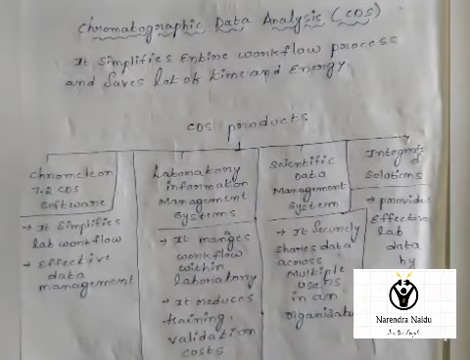 Chromatographic Data Analysis (CDS)
It Simplifies Entire workflow process
and Saves lot of time and Energy.
CDS products
Chromeleon
7.2 CDS
Software
→ It Simplifies
lab workflow
→ Effective
data
management
Laboratory
information
Management
Systems
→ It manges
workflow
within
laboratory
→ It reduces
training,
validation
costs
Scientific
Data
Management
System
→ It Securely
shares data
across
multiple
users
in an
Integrated
Solutions
→ provides
Effective
lab
data
by
Narendra Naidu